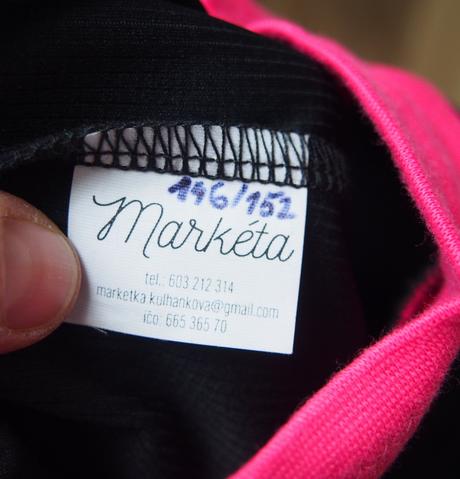 146/152
Markéta
tel.: 603 212 314
marketka.kulhankova@gmail.com
ičo: 665 365 70